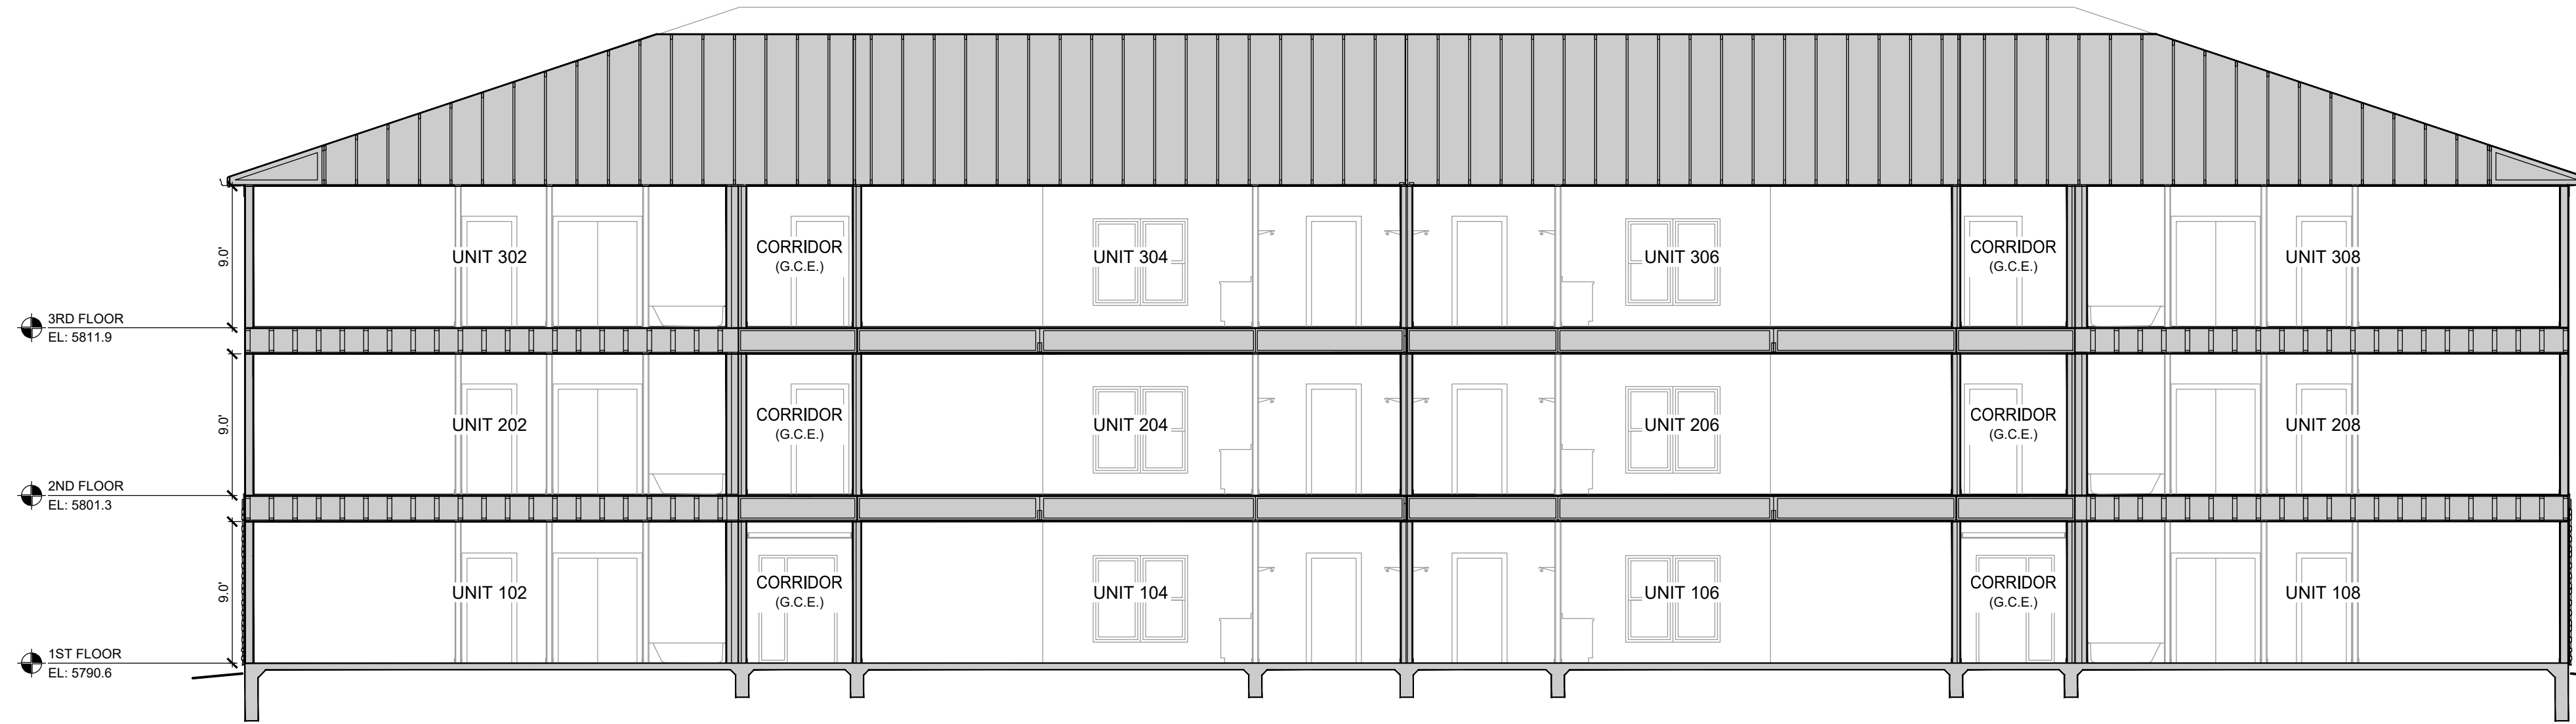 9.0'
UNIT 302
CORRIDOR
(G.C.E.)
UNIT 304
UNIT 306
CORRIDOR
(G.C.E.)
UNIT 308
3RD FLOOR
EL: 5811.9
9.0'
UNIT 202
CORRIDOR
(G.C.E.)
UNIT 204
UNIT 206
CORRIDOR
(G.C.E.)
UNIT 208
2ND FLOOR
EL: 5801.3
9.0'
UNIT 102
CORRIDOR
(G.C.E.)
UNIT 104
UNIT 106
CORRIDOR
(G.C.E.)
UNIT 108
1ST FLOOR
EL: 5790.6